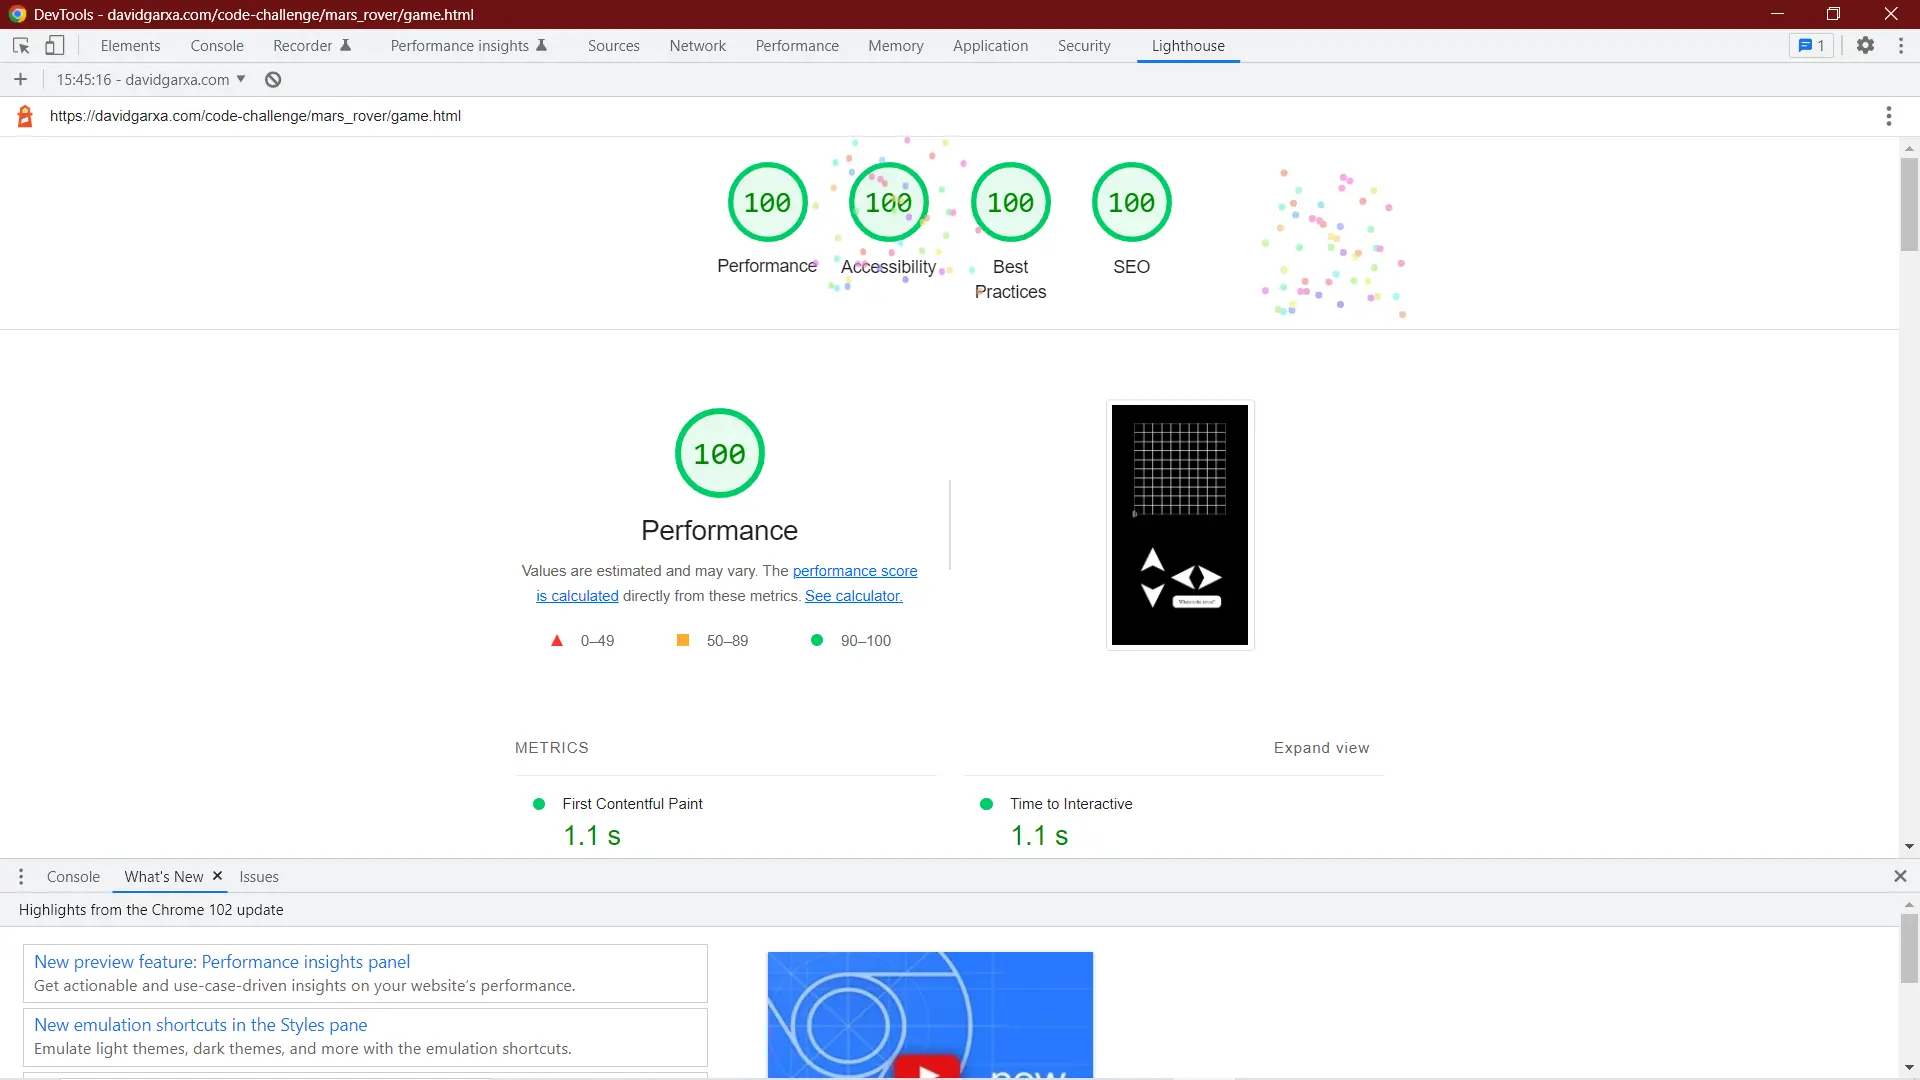 DevTools - davidgarxa.com/code-challenge/mars_rover/game.html
Elements Console Recorder Performance insights Sources Network Performance Memory Application Security Lighthouse 1
15:45:16 - davidgarxa.com
https://davidgarxa.com/code-challenge/mars_rover/game.html
100 100 100 100
Performance Accessibility Best Practices SEO
100
Performance
Values are estimated and may vary. The performance score
is calculated directly from these metrics. See calculator.
0–49 50–89 90–100
METRICS Expand view
First Contentful Paint Time to Interactive
1.1 s 1.1 s
Console What's New Issues
Highlights from the Chrome 102 update
New preview feature: Performance insights panel
Get actionable and use-case-driven insights on your website's performance.
New emulation shortcuts in the Styles pane
Emulate light themes, dark themes, and more with the emulation shortcuts.
new